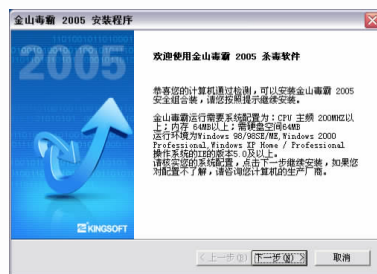 金山毒霸 2005 安装程序
2005
欢迎使用金山毒霸 2005 杀毒软件
恭喜您的计算机通过检测，可以安装金山毒霸 2005
安全组合装，请您按照提示继续安装。
金山毒霸运行需要系统配置为：CPU 主频 200MHZ以
上；内存 64MB以上；需硬盘空间64MB
运行环境为Windows 98/98SE/ME,Windows 2000
Professional,Windows XP Home / Professional
操作系统的IE的版本5.0及以上。
请核实您的系统配置，点击下一步继续安装，如果您
对配置不了解，请咨询您计算机的生产厂商。
KINGSOFT
< 上一步(B) 下一步(N) > 取消